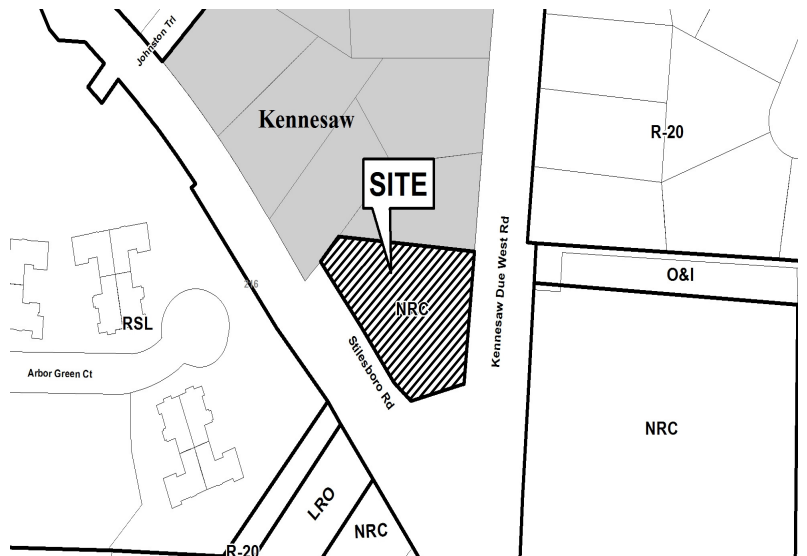 Johnston Trl
Kennesaw
R-20
SITE
Kennesaw Due West Rd
O&I
246
NRC
RSL
Stilesboro Rd
Arbor Green Ct
NRC
LRO
NRC
R-20